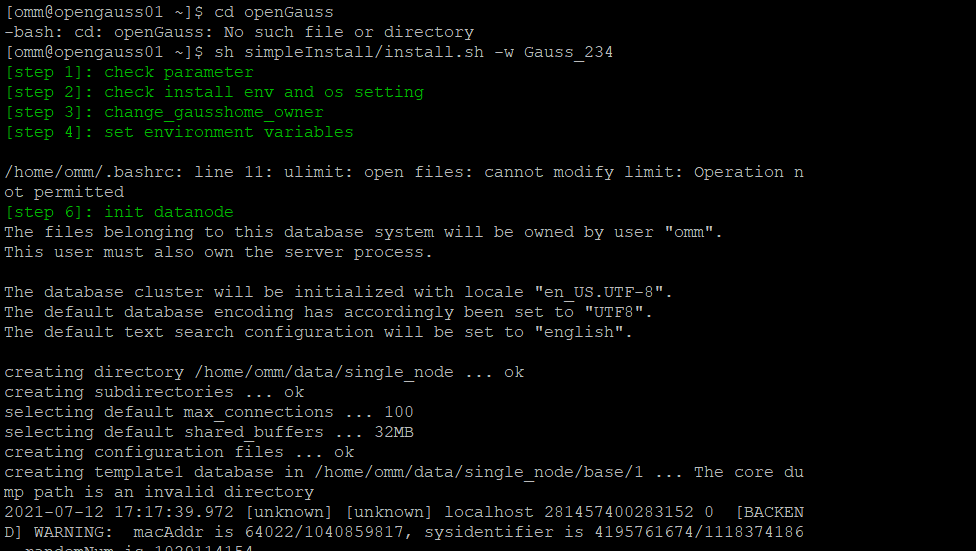 [omm@opengauss01 ~]$ cd openGauss
-bash: cd: openGauss: No such file or directory
[omm@opengauss01 ~]$ sh simpleInstall/install.sh -w Gauss_234
[step 1]: check parameter
[step 2]: check install env and os setting
[step 3]: change_gausshome_owner
[step 4]: set environment variables
/home/omm/.bashrc: line 11: ulimit: open files: cannot modify limit: Operation n
ot permitted
[step 6]: init datanode
The files belonging to this database system will be owned by user "omm".
This user must also own the server process.
The database cluster will be initialized with locale "en_US.UTF-8".
The default database encoding has accordingly been set to "UTF8".
The default text search configuration will be set to "english".
creating directory /home/omm/data/single_node ... ok
creating subdirectories ... ok
selecting default max_connections ... 100
selecting default shared_buffers ... 32MB
creating configuration files ... ok
creating template1 database in /home/omm/data/single_node/base/1 ... The core du
mp path is an invalid directory
2021-07-12 17:17:39.972 [unknown] [unknown] localhost 281457400283152 0  [BACKEN
D] WARNING:  macAddr is 64022/1040859817, sysidentifier is 4195761674/1118374186
randomNum is 1029114154